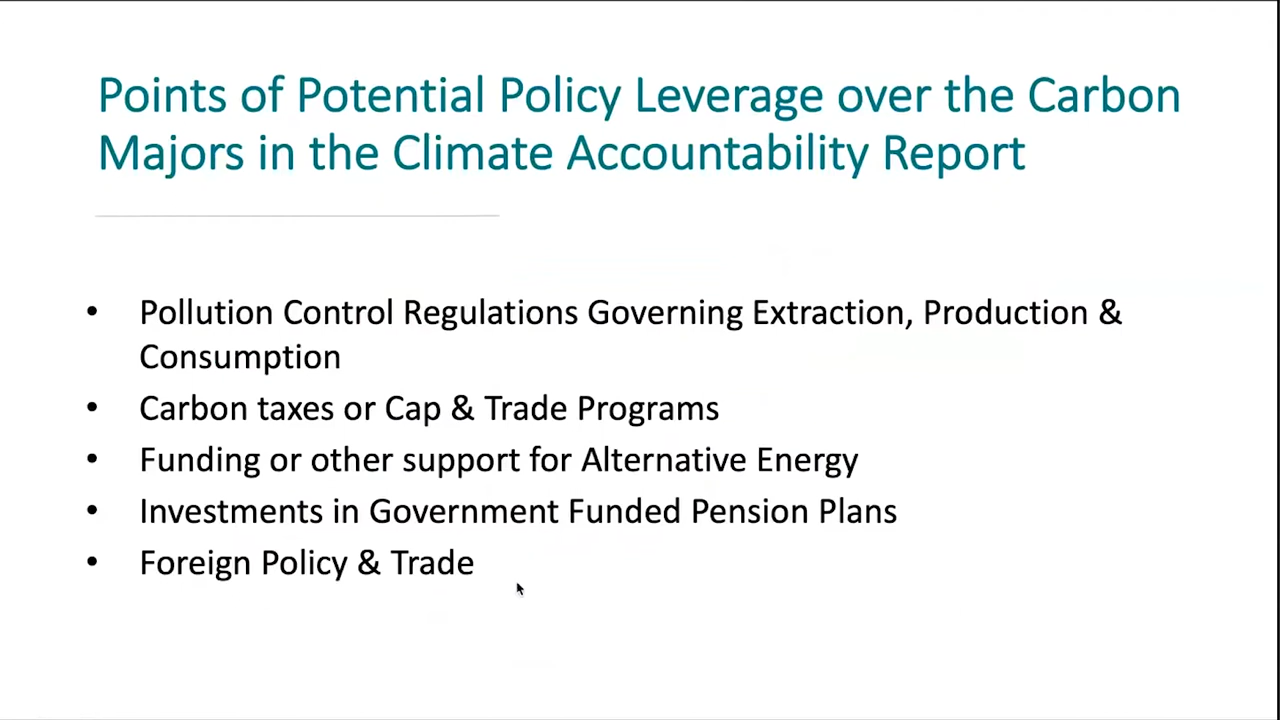 Points of Potential Policy Leverage over the Carbon
Majors in the Climate Accountability Report
• Pollution Control Regulations Governing Extraction, Production &
Consumption
• Carbon taxes or Cap & Trade Programs
• Funding or other support for Alternative Energy
• Investments in Government Funded Pension Plans
• Foreign Policy & Trade